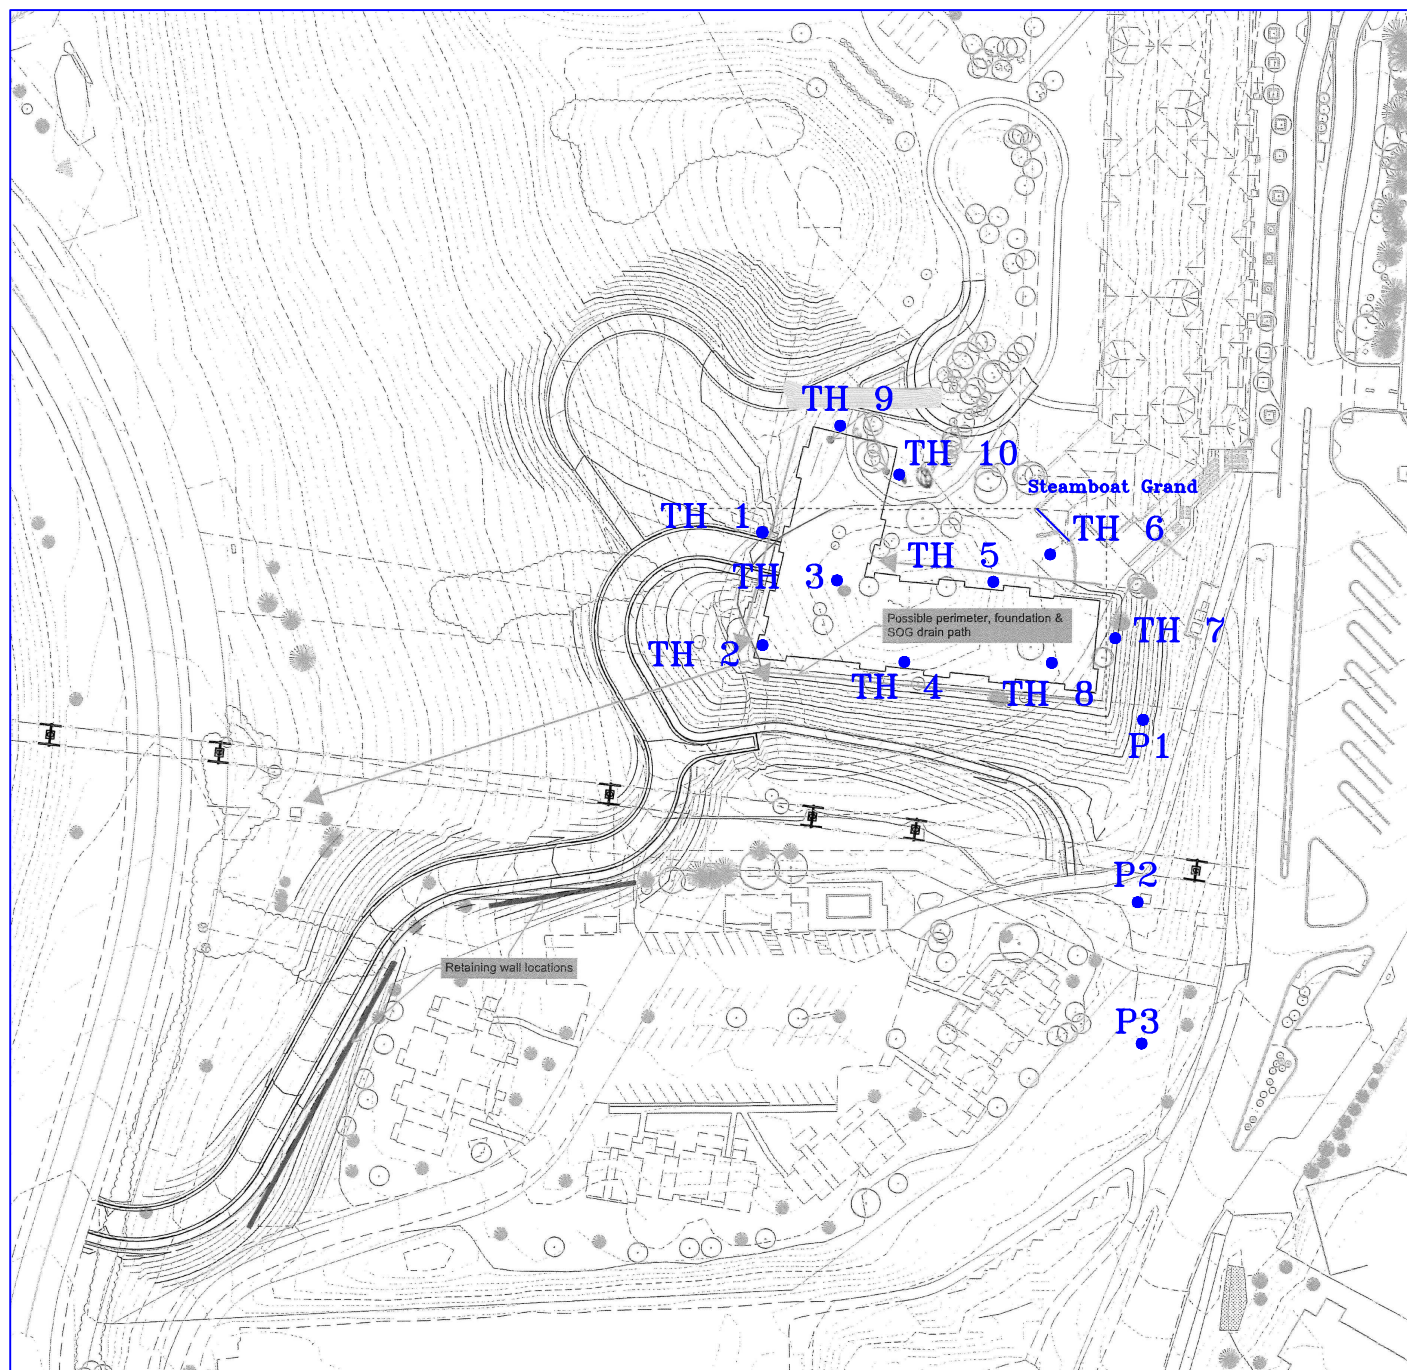 TH 9
TH 10
Steamboat Grand
TH 1
TH 6
TH 5
TH 3
Possible perimeter, foundation &
SOG drain path
TH 7
TH 2
TH 4
TH 8
P1
P2
Retaining wall locations
P3